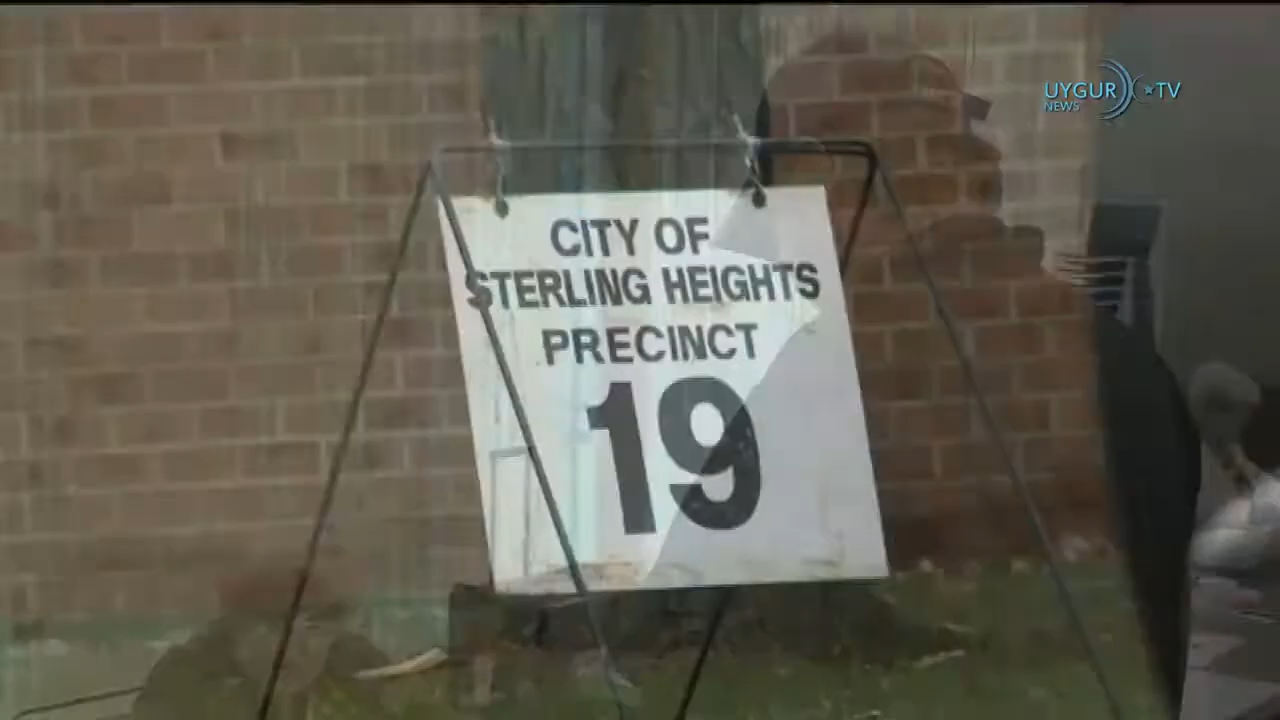 UYGUR TV
NEWS
CITY OF
STERLING HEIGHTS
PRECINCT
19